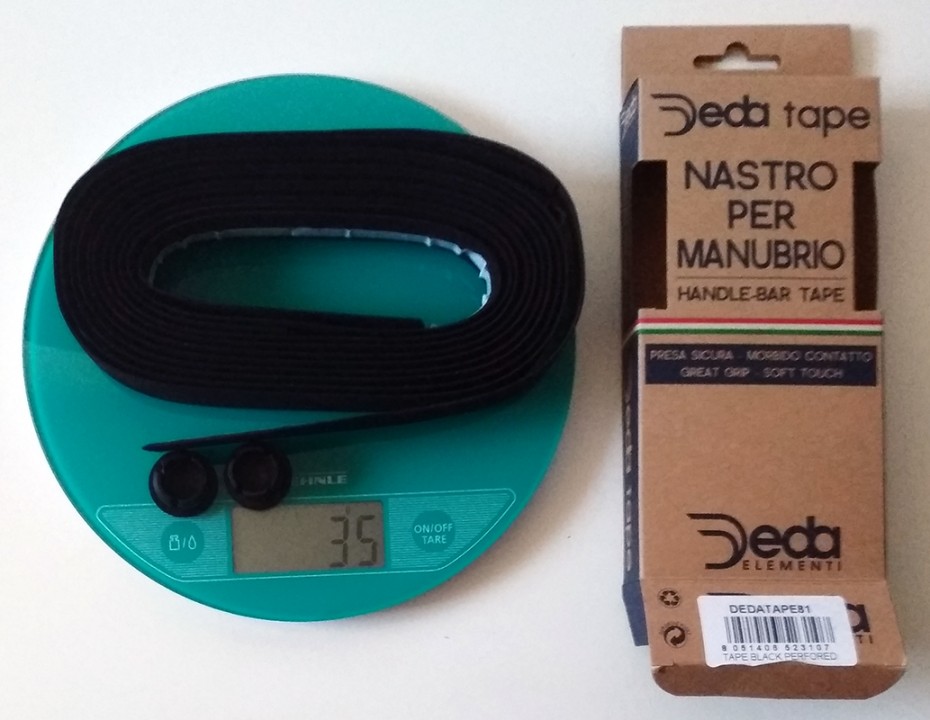 Deda tape
NASTRO
PER
MANUBRIO
HANDLE-BAR TAPE
PRESA SICURA - MORBIDO CONTATTO
GREAT GRIP - SOFT TOUCH
Deda
ELEMENTI
DEDATAPE81
8 051406 523107
TAPE BLACK PERFORED
35
ON/OFF
TARE